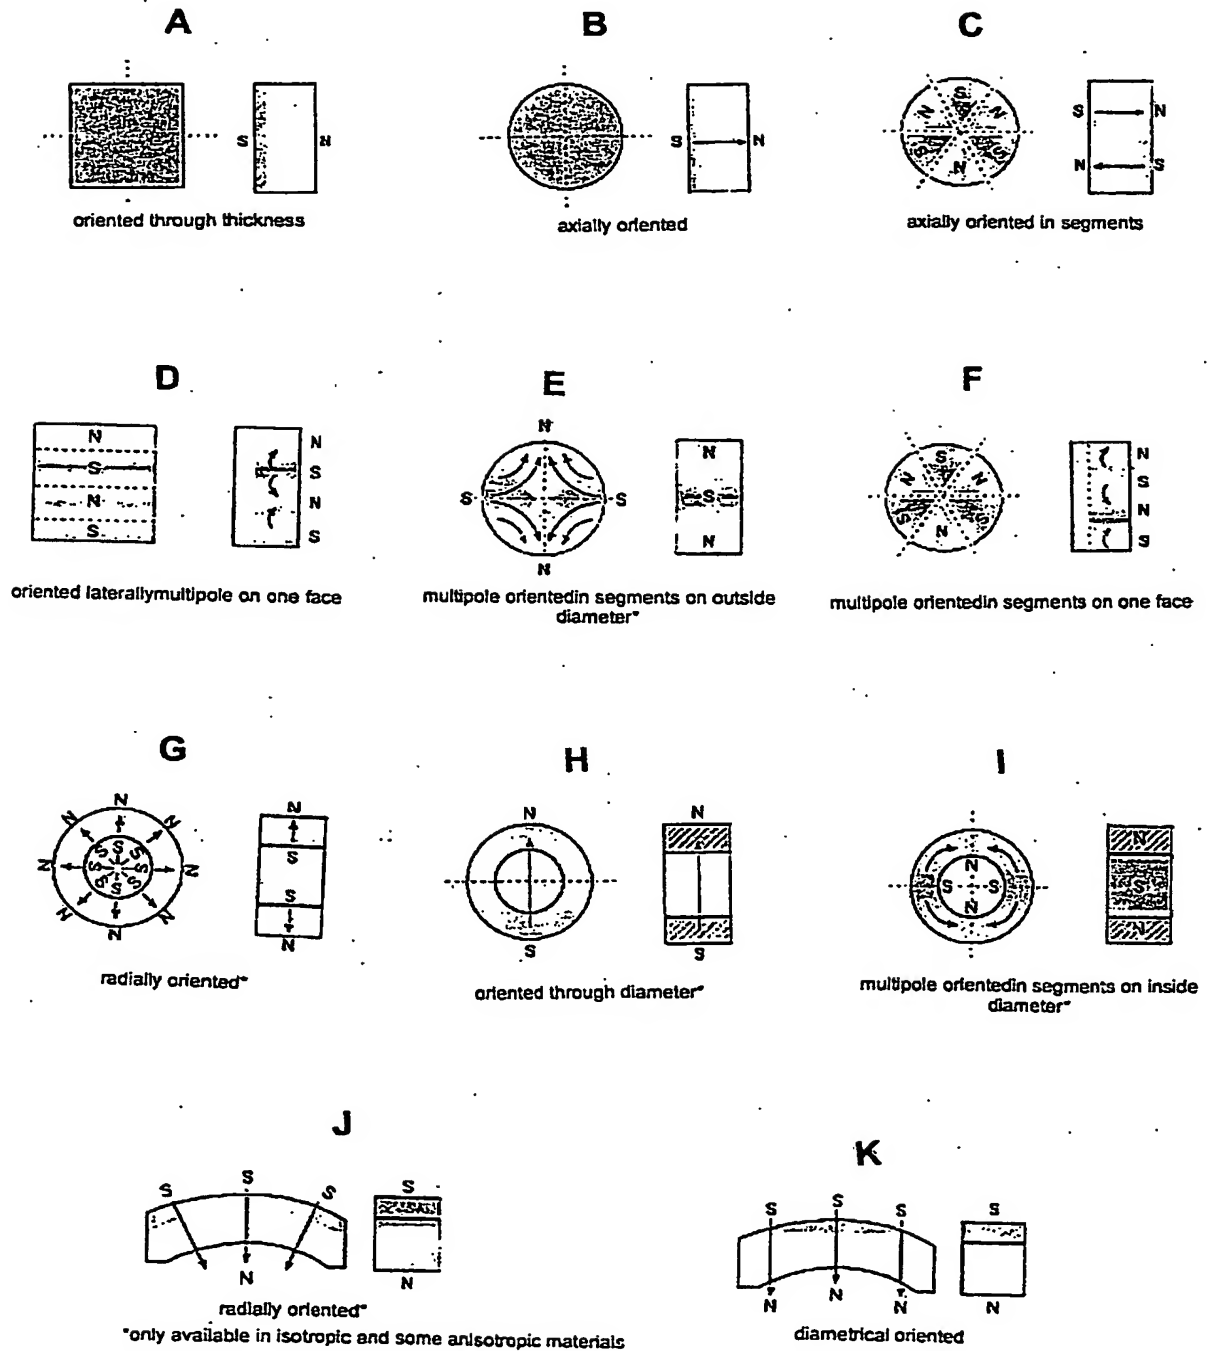 A
B
C
S N
S N
S N S N S N
S N
N S
oriented through thickness
axially oriented
axially oriented in segments
D
E
F
N
S
N
S
N
S
N
S
N
S S
N
N
S
N
S N S N S N
N
S
N
S
oriented laterallymultipole on one face
multipole orientedin segments on outside
diameter*
multipole orientedin segments on one face
G
H
I
N N N N N N N N
S S S S S S S S
N
S
S
N
N
S
N
S
N
S S
N
N
S
N
radially oriented*
oriented through diameter*
multipole orientedin segments on inside
diameter*
J
K
S S S
N
S
N
S S S
N N N
S
N
radially oriented*
*only available in isotropic and some anisotropic materials
diametrical oriented